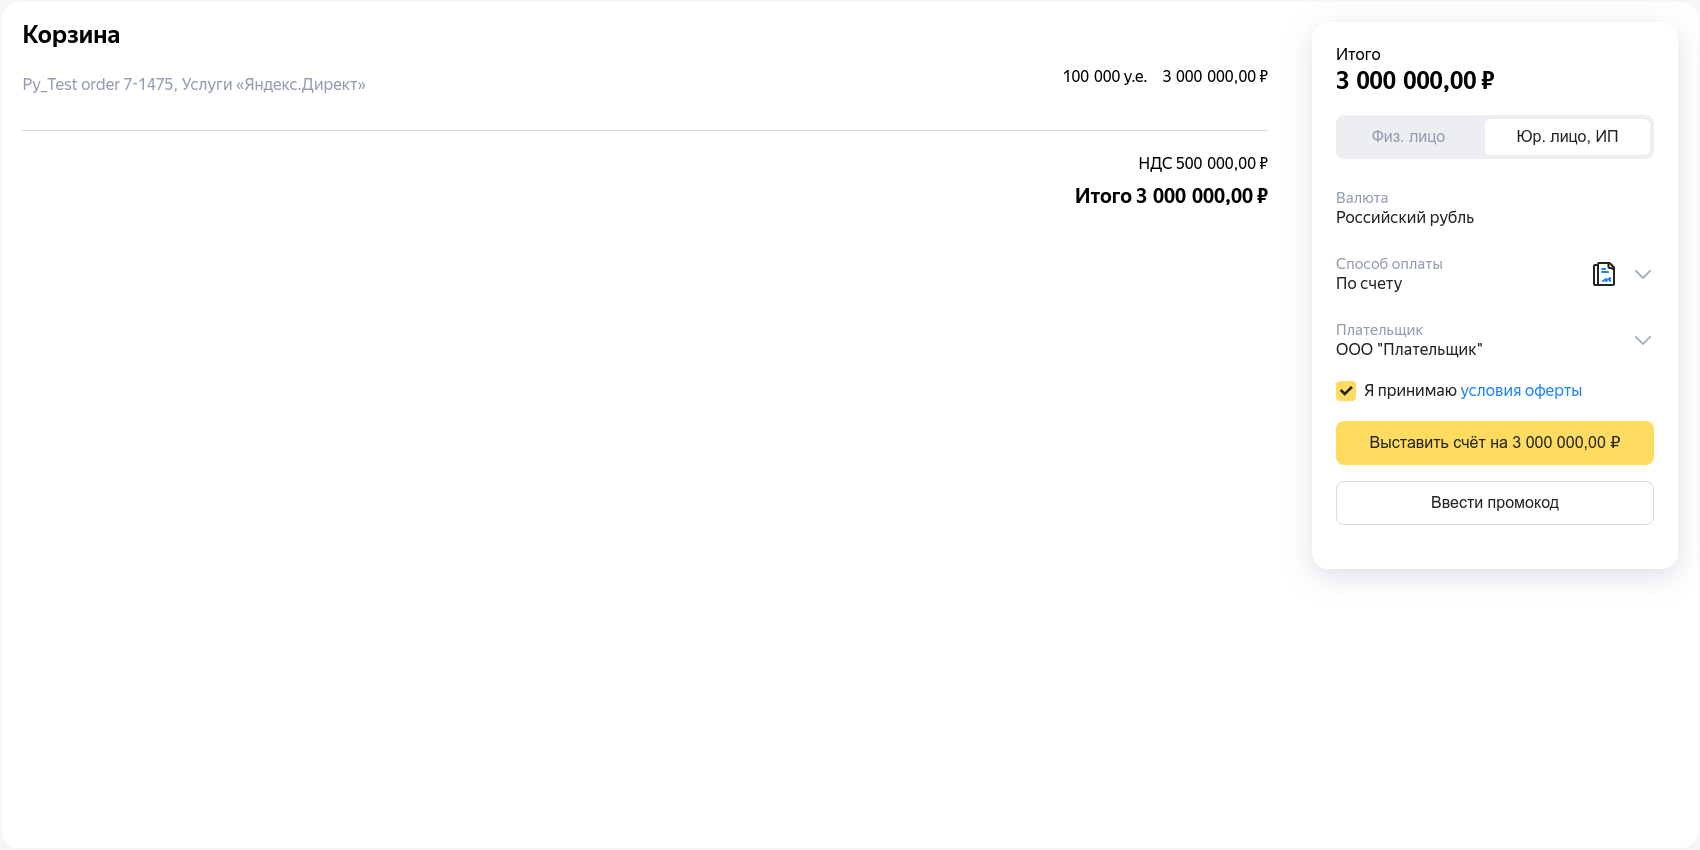 Корзина
Py_Test order 7-1475, Услуги «Яндекс.Директ»
100 000 у.е. 3 000 000,00 ₽
НДС 500 000,00 ₽
Итого 3 000 000,00 ₽
Итого
3 000 000,00 ₽
Физ. лицо
Юр. лицо, ИП
Валюта
Российский рубль
Способ оплаты
По счету
Плательщик
ООО "Плательщик"
Я принимаю условия оферты
Выставить счёт на 3 000 000,00 ₽
Ввести промокод